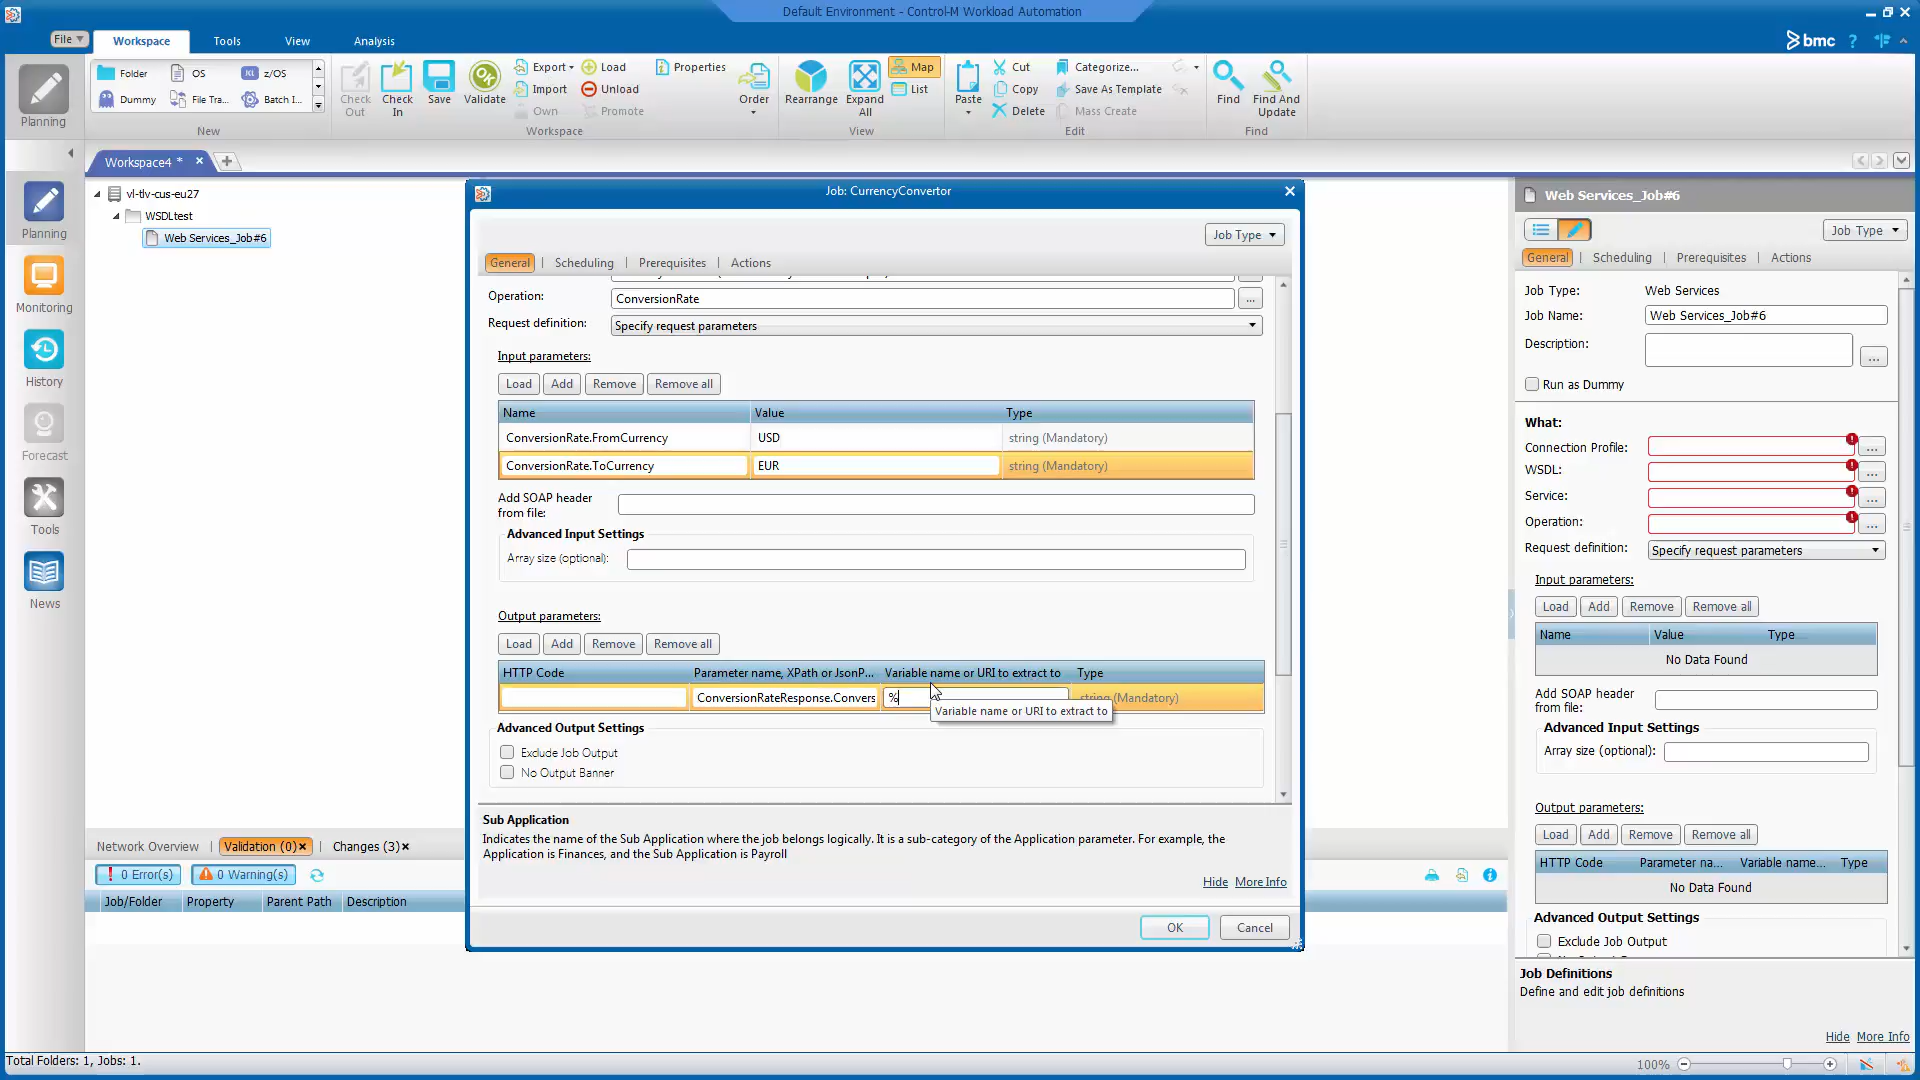 Default Environment - Control-M Workload Automation
File
Workspace
Tools
View
Analysis
bmc
?
Planning
Folder
OS
z/OS
Dummy
File Tra...
Batch I...
New
Check Out
Check In
Save
Validate
Export
Import
Own
Load
Unload
Promote
Properties
Order
Workspace
Rearrange
Expand All
Map
List
View
Paste
Cut
Copy
Delete
Categorize...
Save As Template
Mass Create
Edit
Find
Find And Update
Find
Workspace4 *
Planning
Monitoring
History
Forecast
Tools
News
vl-tlv-cus-eu27
WSDLtest
Web Services_Job#6
Job: CurrencyConvertor
Job Type
General
Scheduling
Prerequisites
Actions
Operation:
ConversionRate
...
Request definition:
Specify request parameters
Input parameters:
Load
Add
Remove
Remove all
Name
Value
Type
ConversionRate.FromCurrency
USD
string (Mandatory)
ConversionRate.ToCurrency
EUR
string (Mandatory)
Add SOAP header from file:
Advanced Input Settings
Array size (optional):
Output parameters:
Load
Add
Remove
Remove all
HTTP Code
Parameter name, XPath or JsonP...
Variable name or URI to extract to
Type
ConversionRateResponse.Convers
%
string (Mandatory)
Variable name or URI to extract to
Advanced Output Settings
Exclude Job Output
No Output Banner
Sub Application
Indicates the name of the Sub Application where the job belongs logically. It is a sub-category of the Application parameter. For example, the
Application is Finances, and the Sub Application is Payroll
Hide
More Info
OK
Cancel
Web Services_Job#6
Job Type
General
Scheduling
Prerequisites
Actions
Job Type:
Web Services
Job Name:
Web Services_Job#6
Description:
...
Run as Dummy
What:
Connection Profile:
...
WSDL:
...
Service:
...
Operation:
...
Request definition:
Specify request parameters
Input parameters:
Load
Add
Remove
Remove all
Name
Value
Type
No Data Found
Add SOAP header from file:
Advanced Input Settings
Array size (optional):
Output parameters:
Load
Add
Remove
Remove all
HTTP Code
Parameter na...
Variable name...
Type
No Data Found
Advanced Output Settings
Exclude Job Output
Job Definitions
Define and edit job definitions
Hide
More Info
Network Overview
Validation (0)
Changes (3)
0 Error(s)
0 Warning(s)
Job/Folder
Property
Parent Path
Description
Total Folders: 1, Jobs: 1.
100%